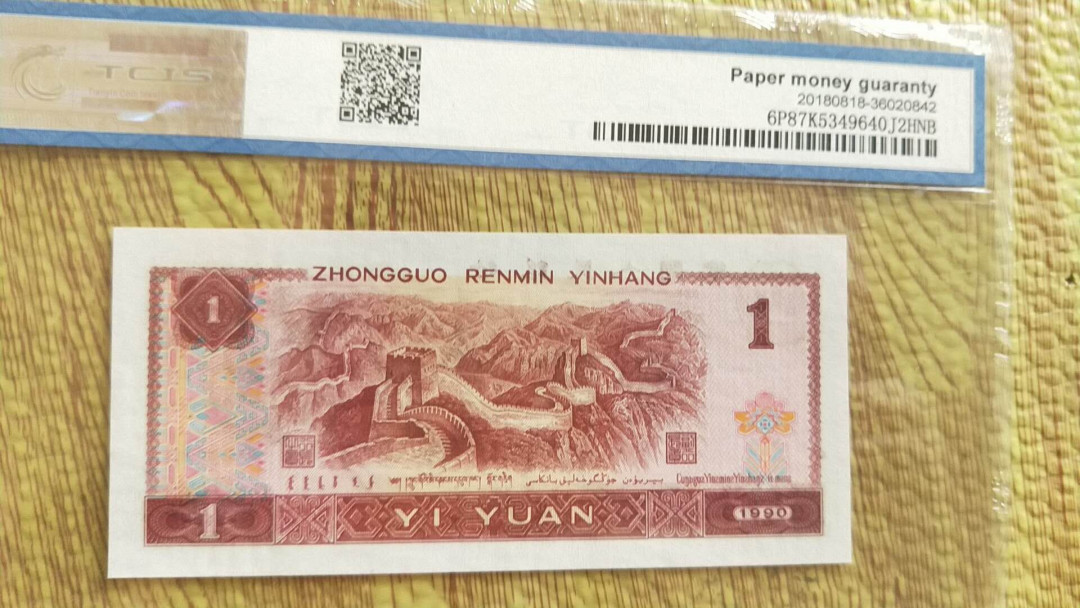 TCIS
Paper money guaranty
20180818-36020842
6P87K5349640J2HNB
ZHONGGUO RENMIN YINHANG
1
1
1
YI YUAN
1990